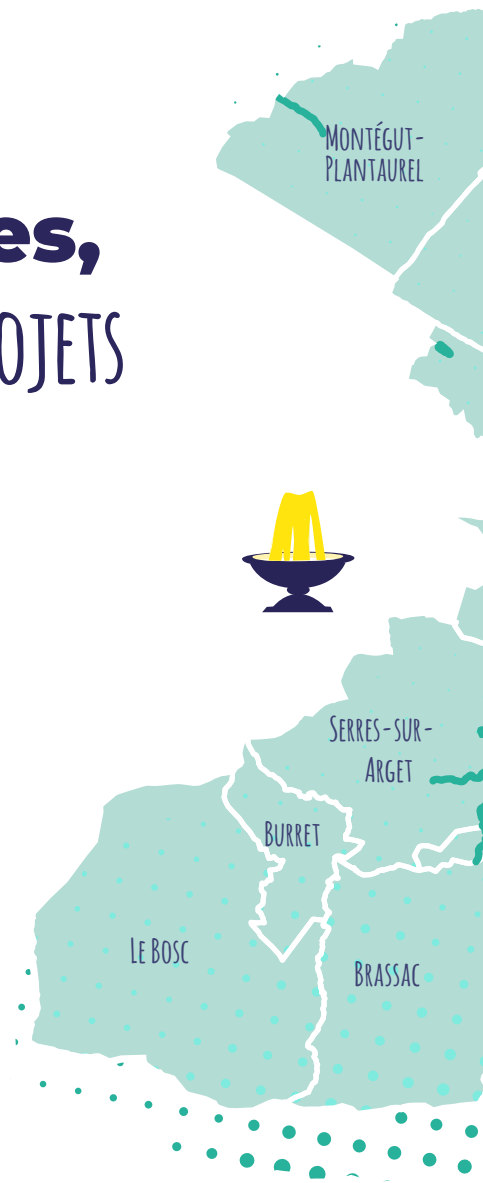 es,
OJETS
MONTÉGUT-
PLANTAUREL
SERRES-SUR-
ARGET
BURRET
LE BOSC
BRASSAC